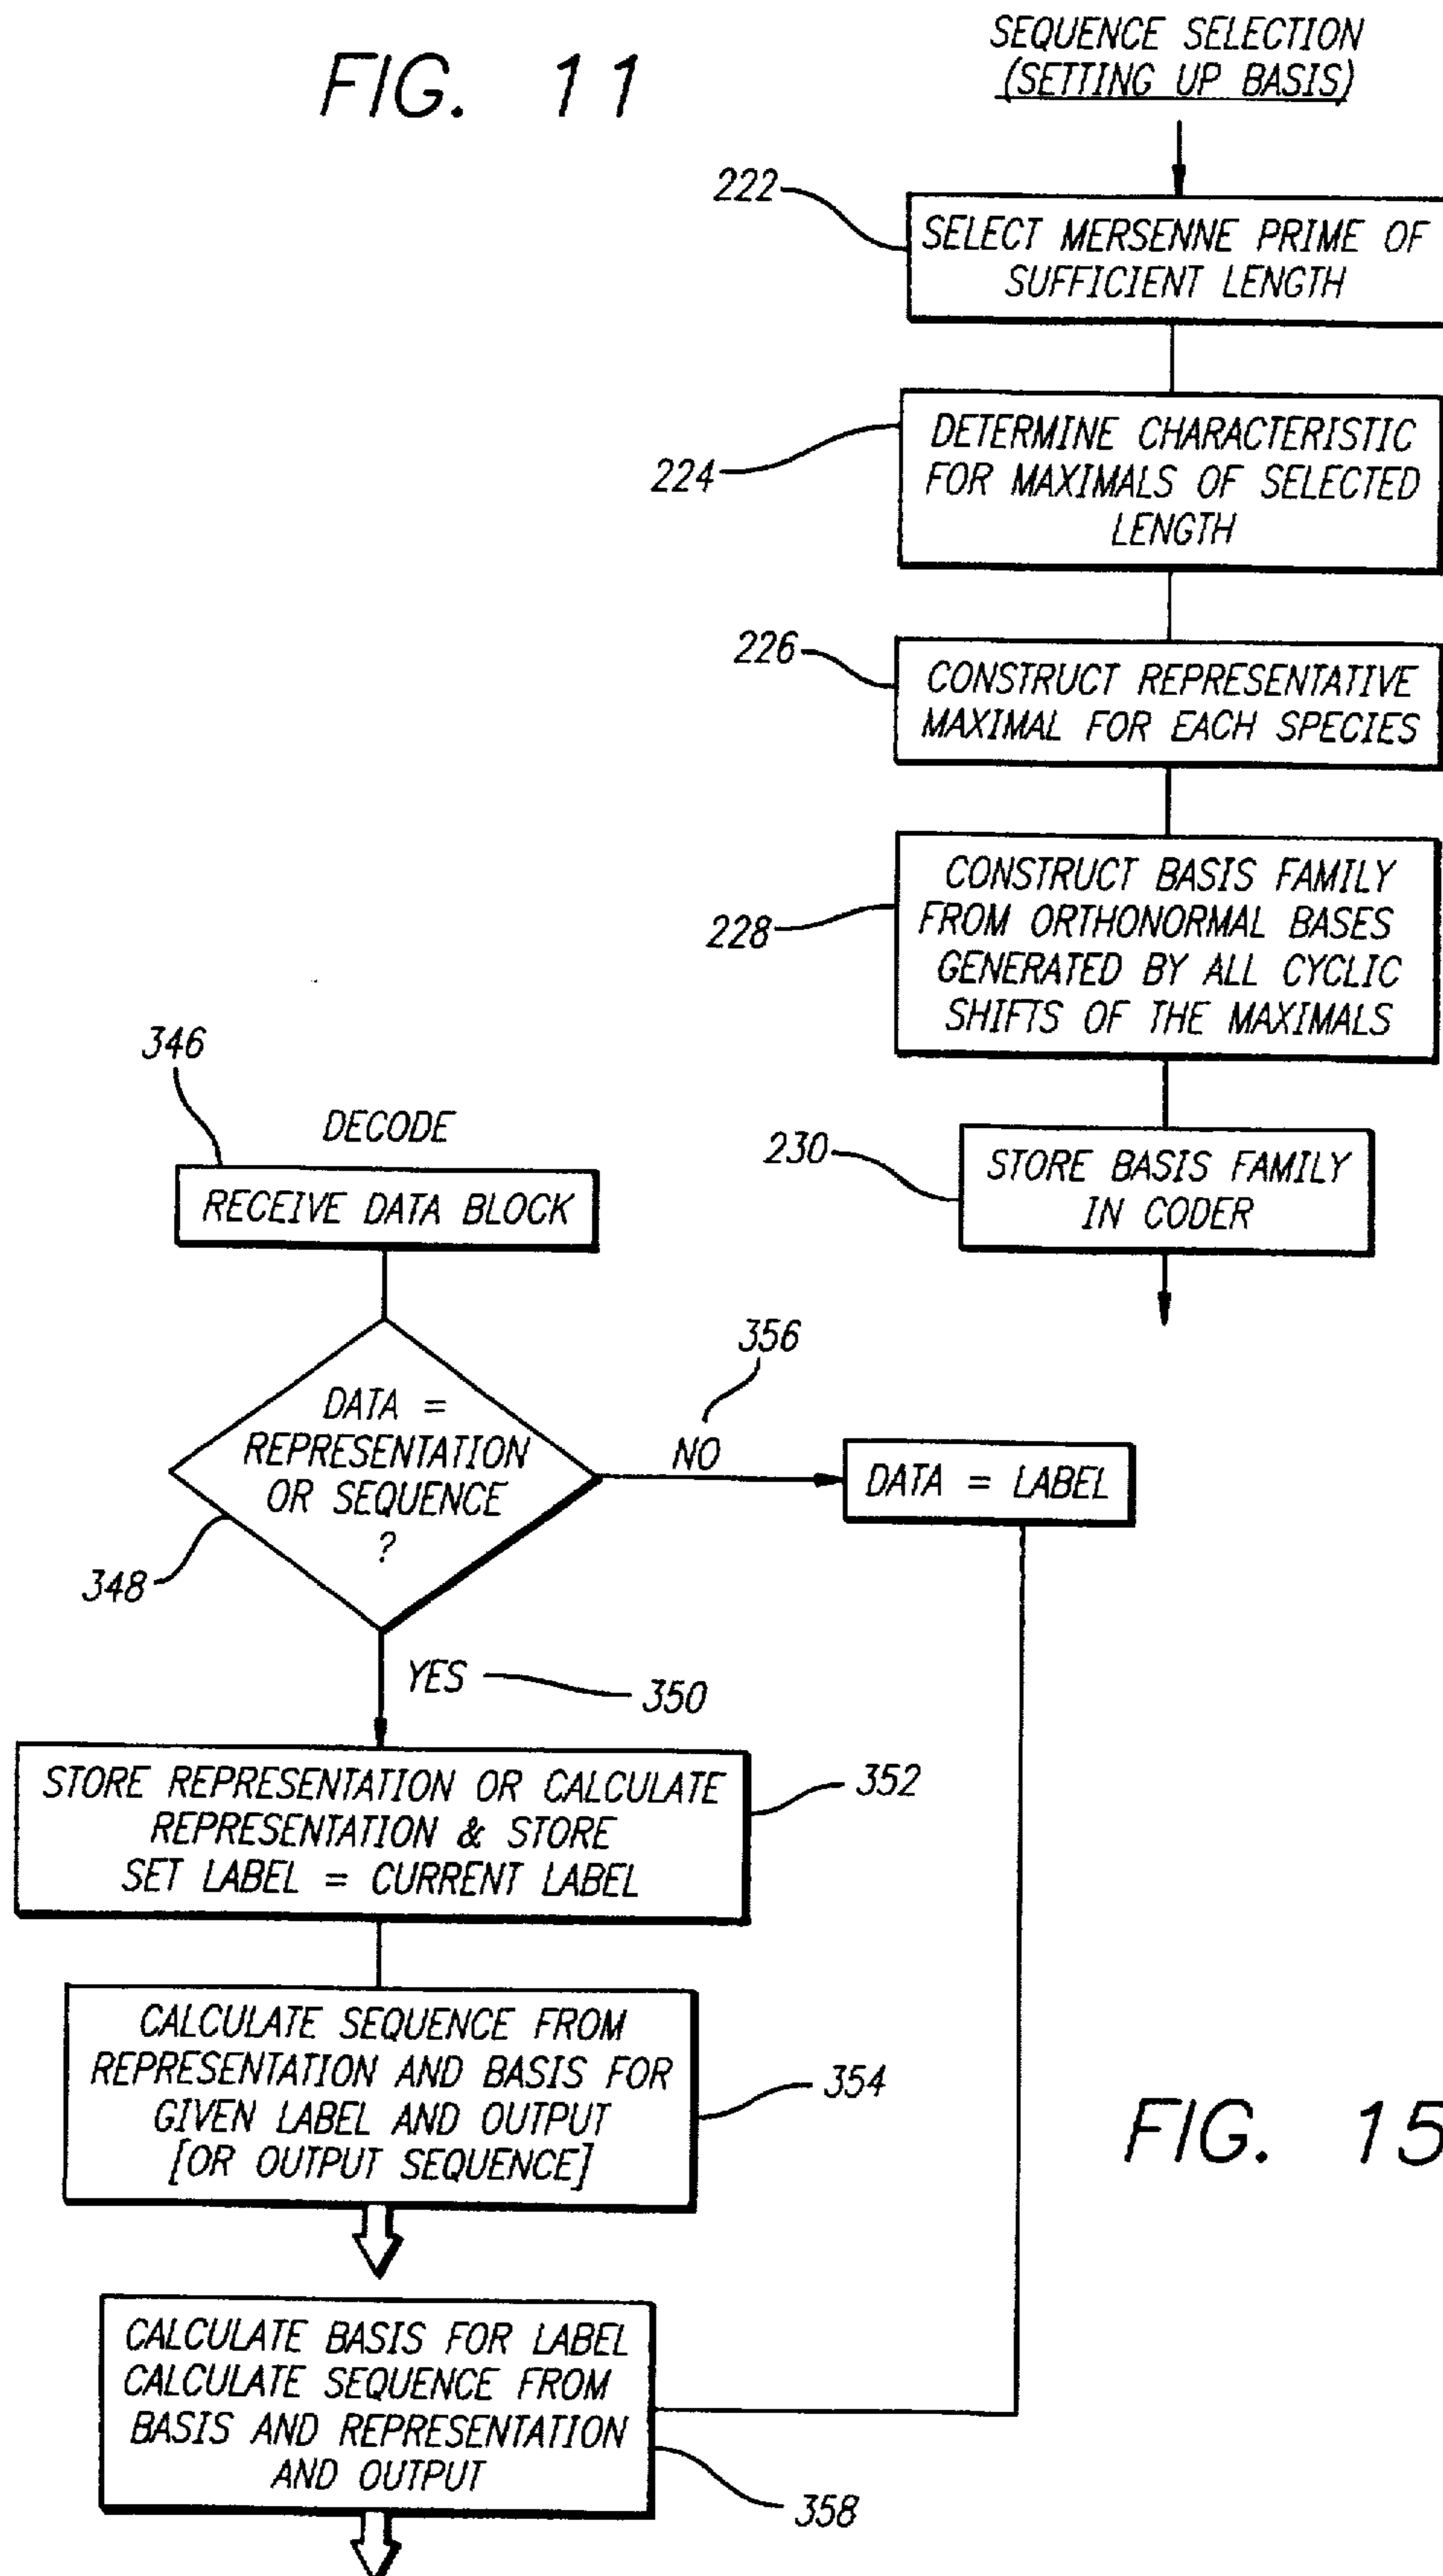 FIG. 11
SEQUENCE SELECTION
(SETTING UP BASIS)
222
SELECT MERSENNE PRIME OF
SUFFICIENT LENGTH
224
DETERMINE CHARACTERISTIC
FOR MAXIMALS OF SELECTED
LENGTH
226
CONSTRUCT REPRESENTATIVE
MAXIMAL FOR EACH SPECIES
228
CONSTRUCT BASIS FAMILY
FROM ORTHONORMAL BASES
GENERATED BY ALL CYCLIC
SHIFTS OF THE MAXIMALS
230
STORE BASIS FAMILY
IN CODER
346
DECODE
RECEIVE DATA BLOCK
DATA =
REPRESENTATION
OR SEQUENCE
?
348
356
NO
DATA = LABEL
YES
350
STORE REPRESENTATION OR CALCULATE
REPRESENTATION & STORE
SET LABEL = CURRENT LABEL
352
CALCULATE SEQUENCE FROM
REPRESENTATION AND BASIS FOR
GIVEN LABEL AND OUTPUT
[OR OUTPUT SEQUENCE]
354
FIG. 15
CALCULATE BASIS FOR LABEL
CALCULATE SEQUENCE FROM
BASIS AND REPRESENTATION
AND OUTPUT
358